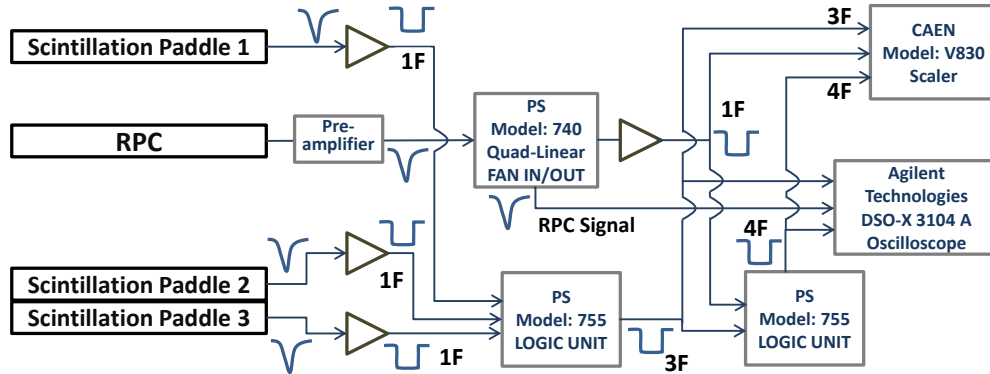 Scintillation Paddle 1
1F
3F
CAEN
Model: V830
Scaler
4F
RPC
Pre-
amplifier
PS
Model: 740
Quad-Linear
FAN IN/OUT
1F
RPC Signal
Agilent
Technologies
DSO-X 3104 A
Oscilloscope
4F
Scintillation Paddle 2
1F
Scintillation Paddle 3
1F
PS
Model: 755
LOGIC UNIT
3F
PS
Model: 755
LOGIC UNIT